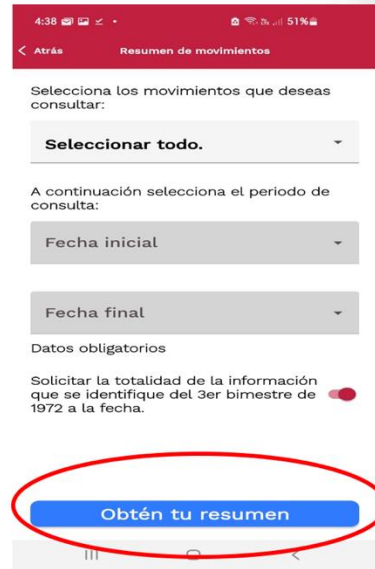 4:38
51%
Atrás Resumen de movimientos
Selecciona los movimientos que deseas
consultar:
Seleccionar todo.
A continuación selecciona el periodo de
consulta:
Fecha inicial
Fecha final
Datos obligatorios
Solicitar la totalidad de la información
que se identifique del 3er bimestre de
1972 a la fecha.
Obtén tu resumen